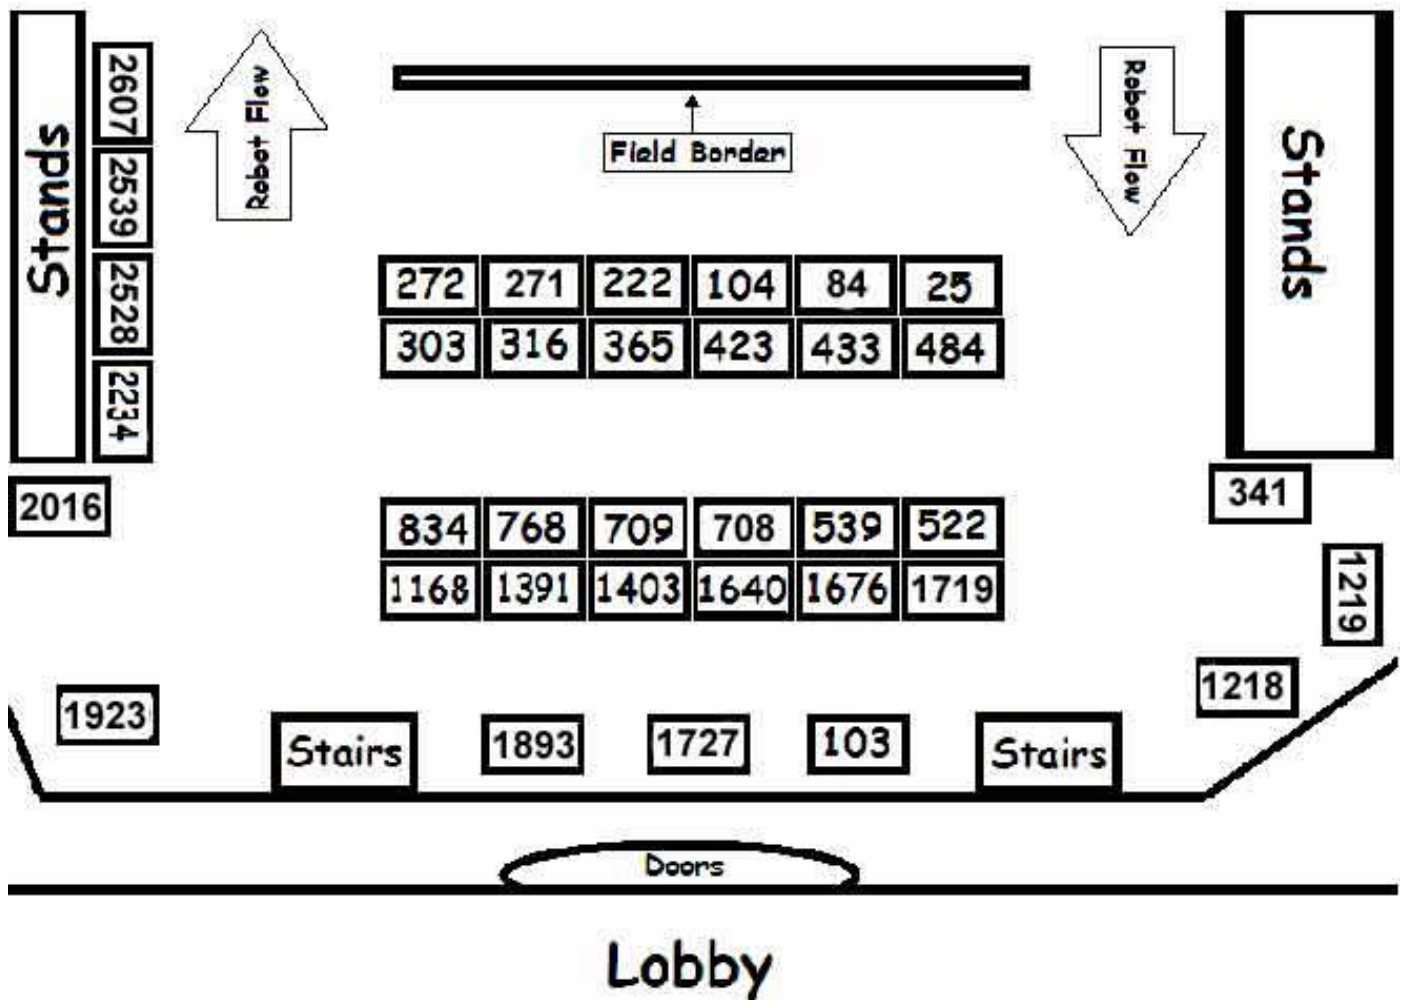 Stands
2607
2539
2528
2234
2016
Robot Flow
Field Border
Robot Flow
Stands
272 271 222 104 84 25
303 316 365 423 433 484
834 768 709 708 539 522
1168 1391 1403 1640 1676 1719
341
1219
1218
1923
Stairs
1893
1727
103
Stairs
Doors
Lobby